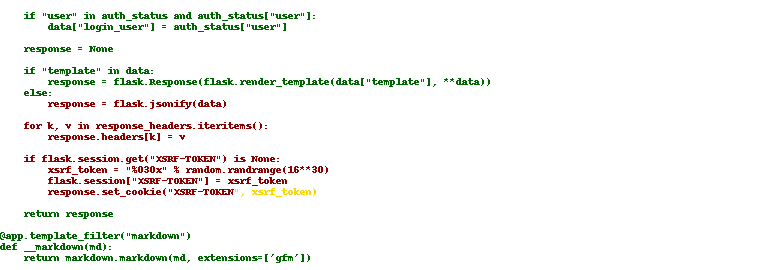 if "user" in auth_status and auth_status["user"]:
data["login_user"] = auth_status["user"]
response = None
if "template" in data:
response = flask.Response(flask.render_template(data["template"], **data))
else:
response = flask.jsonify(data)
for k, v in response_headers.iteritems():
response.headers[k] = v
if flask.session.get("XSRF-TOKEN") is None:
xsrf_token = "%030x" % random.randrange(16**30)
flask.session["XSRF-TOKEN"] = xsrf_token
response.set_cookie("XSRF-TOKEN", xsrf_token)
return response
@app.template_filter("markdown")
def __markdown(md):
return markdown.markdown(md, extensions=['gfm'])